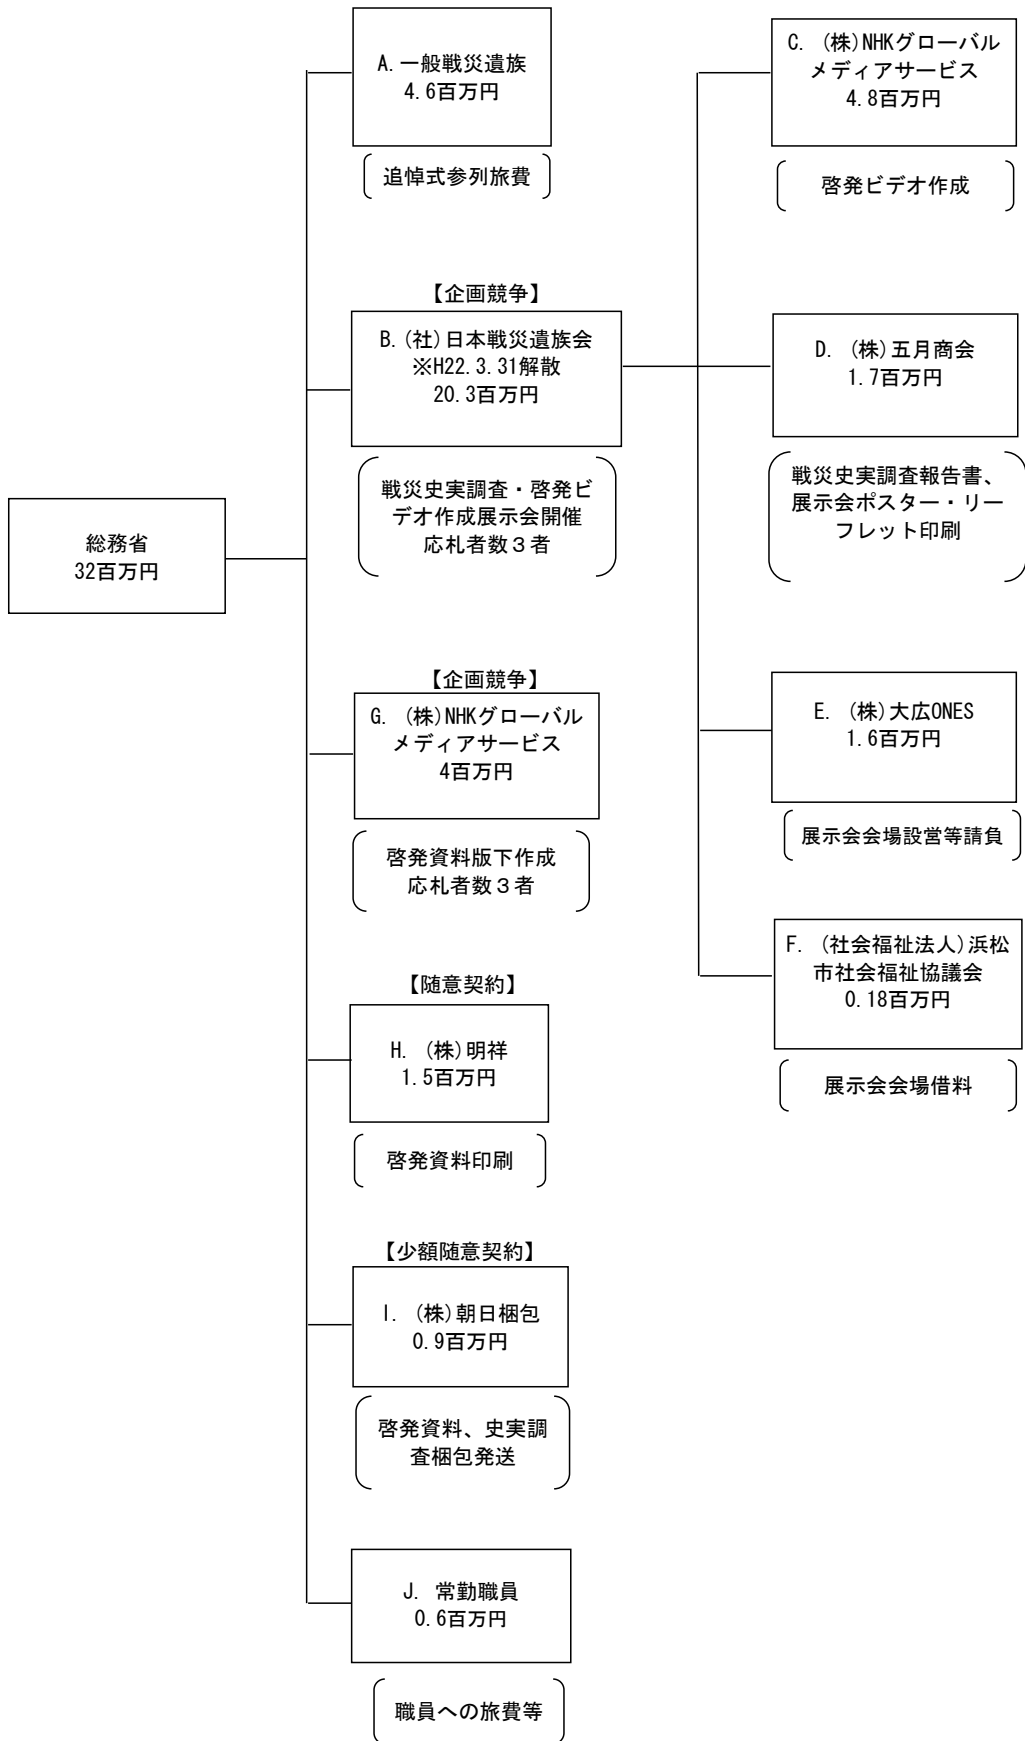 総務省
32百万円
A.一般戦災遺族
4.6百万円
追悼式参列旅費
【企画競争】
B.(社)日本戦災遺族会
※H22.3.31解散
20.3百万円
戦災史実調査・啓発ビ
デオ作成展示会開催
応札者数３者
C. (株)NHKグローバル
メディアサービス
4.8百万円
啓発ビデオ作成
D. (株)五月商会
1.7百万円
戦災史実調査報告書、
展示会ポスター・リー
フレット印刷
E. (株)大広ONES
1.6百万円
展示会会場設営等請負
F. (社会福祉法人)浜松
市社会福祉協議会
0.18百万円
展示会会場借料
【企画競争】
G. (株)NHKグローバル
メディアサービス
4百万円
啓発資料版下作成
応札者数３者
【随意契約】
H. (株)明祥
1.5百万円
啓発資料印刷
【少額随意契約】
I. (株)朝日梱包
0.9百万円
啓発資料、史実調
査梱包発送
J. 常勤職員
0.6百万円
職員への旅費等